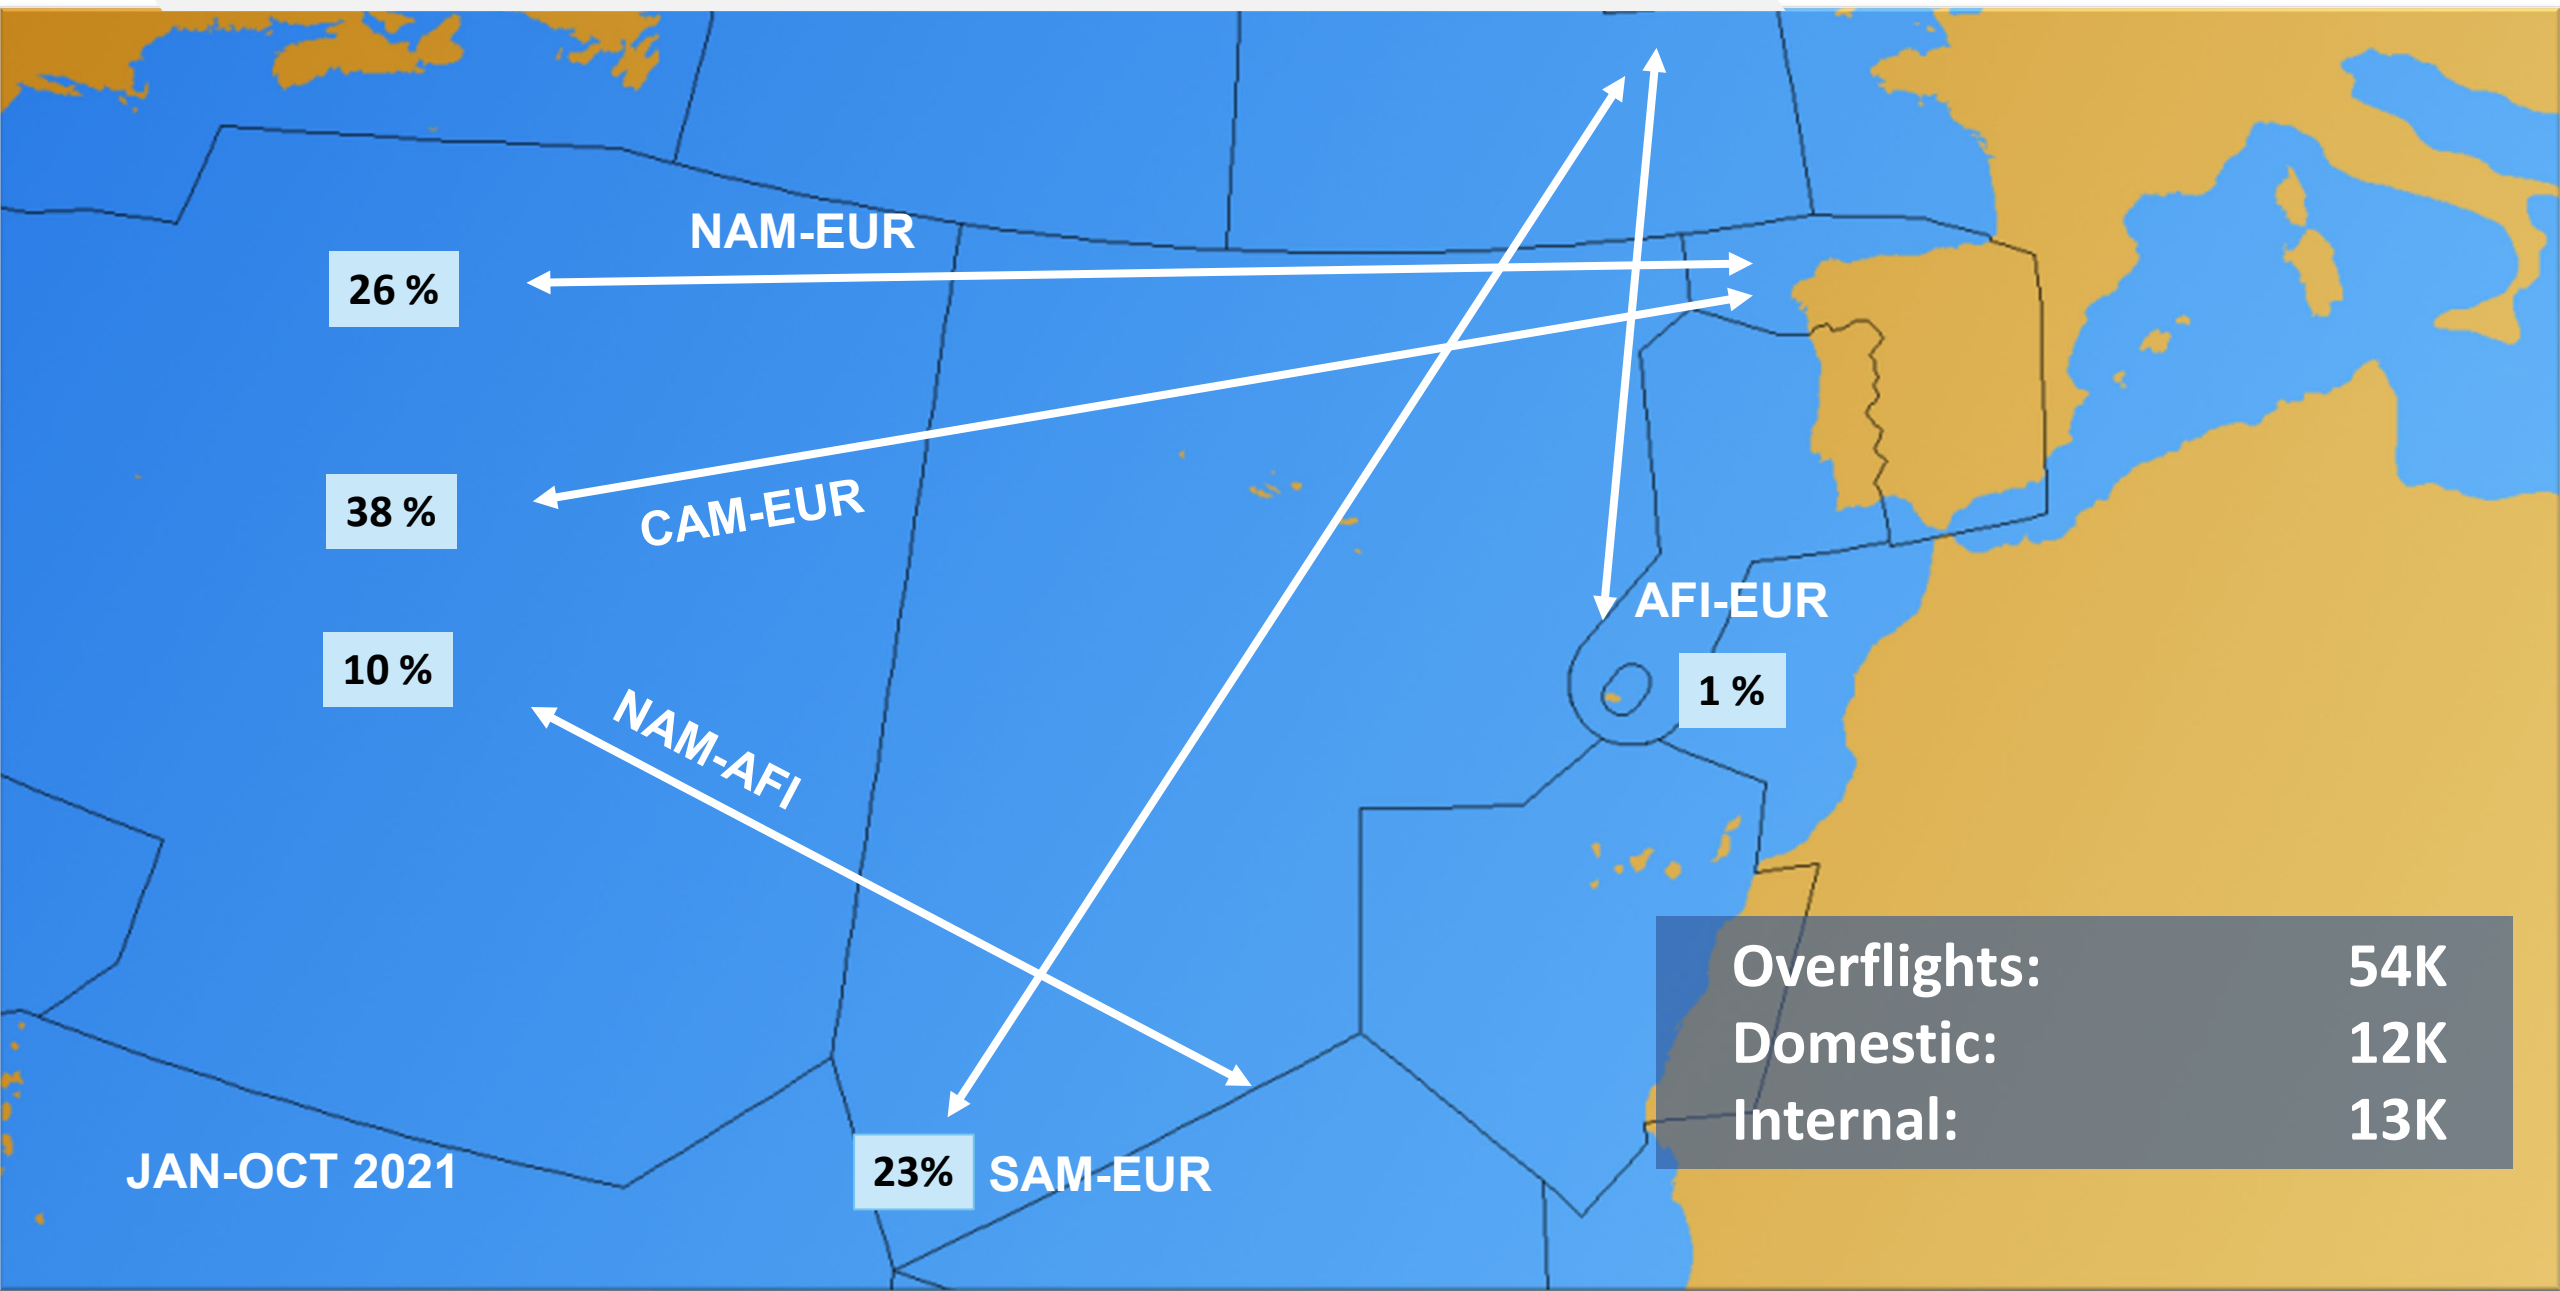 NAM-EUR
26 %
38 %
CAM-EUR
AFI-EUR
10 %
1 %
NAM-AFI
Overflights: 54K
Domestic: 12K
Internal: 13K
JAN-OCT 2021
23%
SAM-EUR